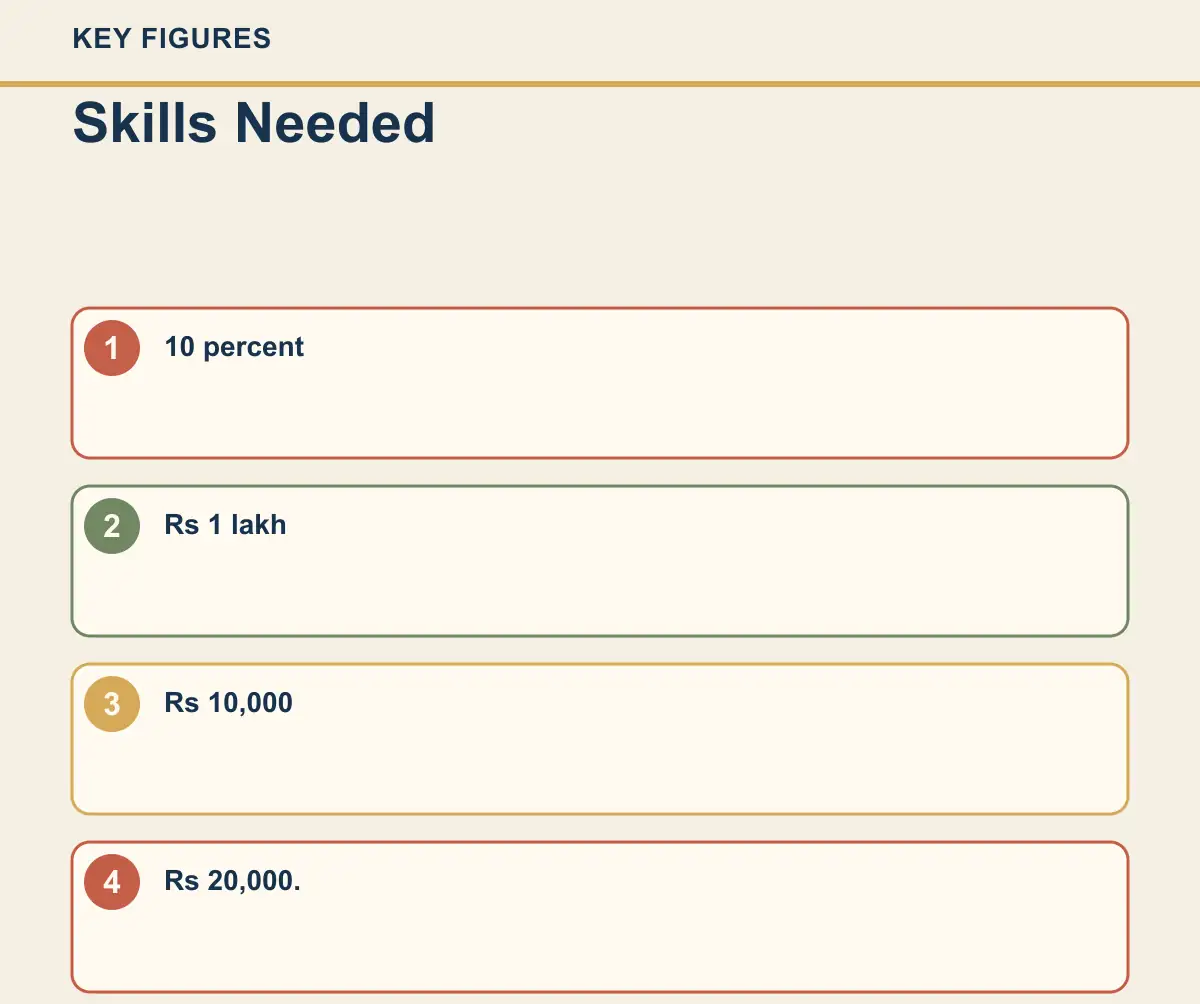 KEY FIGURES
Skills Needed
1 10 percent
2 Rs 1 lakh
3 Rs 10,000
4 Rs 20,000.